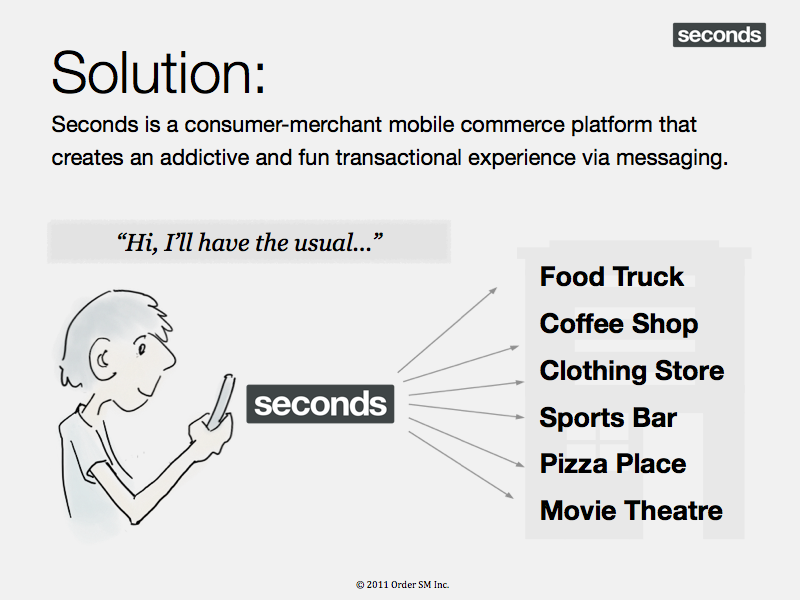 seconds
Solution:
Seconds is a consumer-merchant mobile commerce platform that
creates an addictive and fun transactional experience via messaging.
“Hi, I’ll have the usual...”
seconds
Food Truck
Coffee Shop
Clothing Store
Sports Bar
Pizza Place
Movie Theatre
© 2011 Order SM Inc.